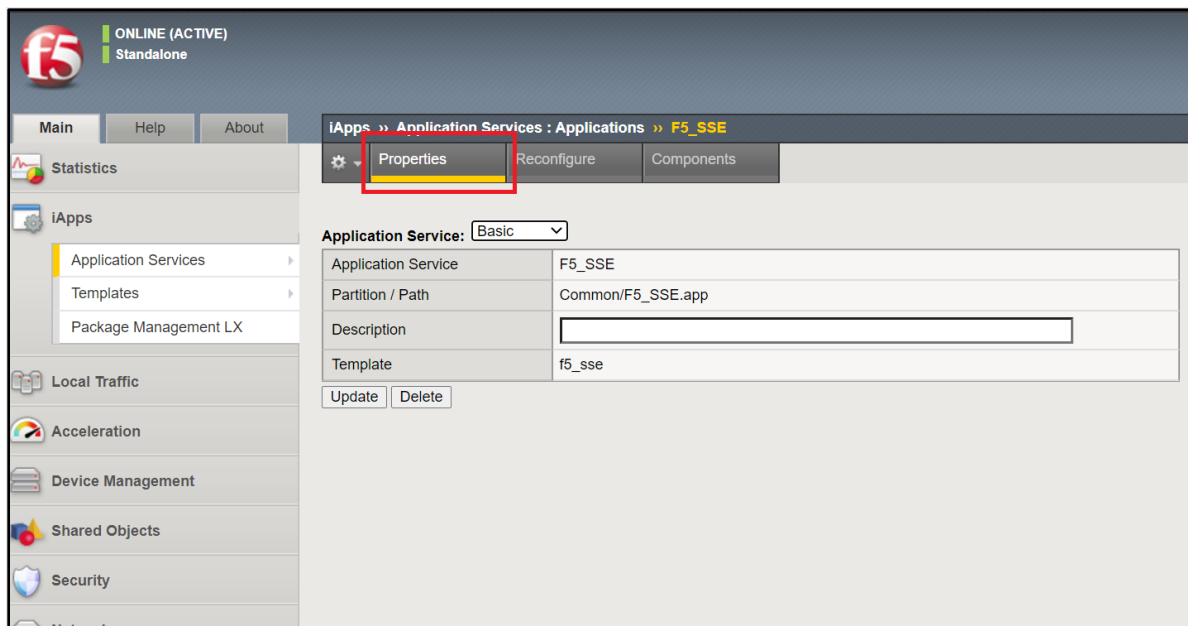 f5
ONLINE (ACTIVE)
Standalone
Main Help About
iApps ›› Application Services : Applications ›› F5_SSE
Properties Reconfigure Components
Statistics
iApps
Application Services
Templates
Package Management LX
Local Traffic
Acceleration
Device Management
Shared Objects
Security
Application Service: Basic
Application Service F5_SSE
Partition / Path Common/F5_SSE.app
Description
Template f5_sse
Update Delete